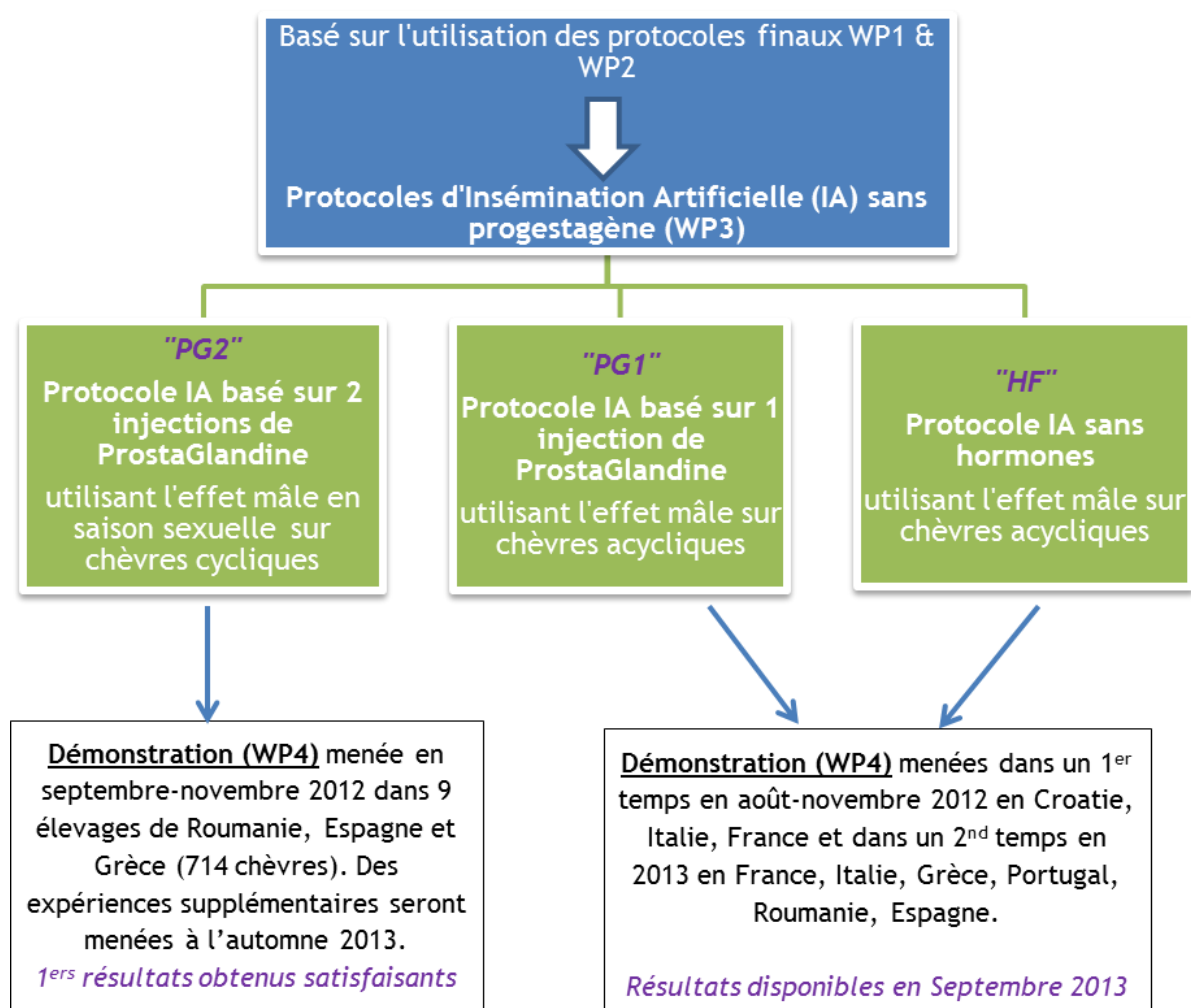 Basé sur l'utilisation des protocoles finaux WP1 &
WP2
Protocoles d'Insémination Artificielle (IA) sans
progestagène (WP3)
"PG2"
Protocole IA basé sur 2
injections de
ProstaGlandine
utilisant l'effet mâle en
saison sexuelle sur
chèvres cycliques
"PG1"
Protocole IA basé sur 1
injection de
ProstaGlandine
utilisant l'effet mâle sur
chèvres acycliques
"HF"
Protocole IA sans
hormones
utilisant l'effet mâle sur
chèvres acycliques
Démonstration (WP4) menée en
septembre-novembre 2012 dans 9
élevages de Roumanie, Espagne et
Grèce (714 chèvres). Des
expériences supplémentaires seront
menées à l’automne 2013.
1ers résultats obtenus satisfaisants
Démonstration (WP4) menées dans un 1er
temps en août-novembre 2012 en Croatie,
Italie, France et dans un 2nd temps en
2013 en France, Italie, Grèce, Portugal,
Roumanie, Espagne.
Résultats disponibles en Septembre 2013